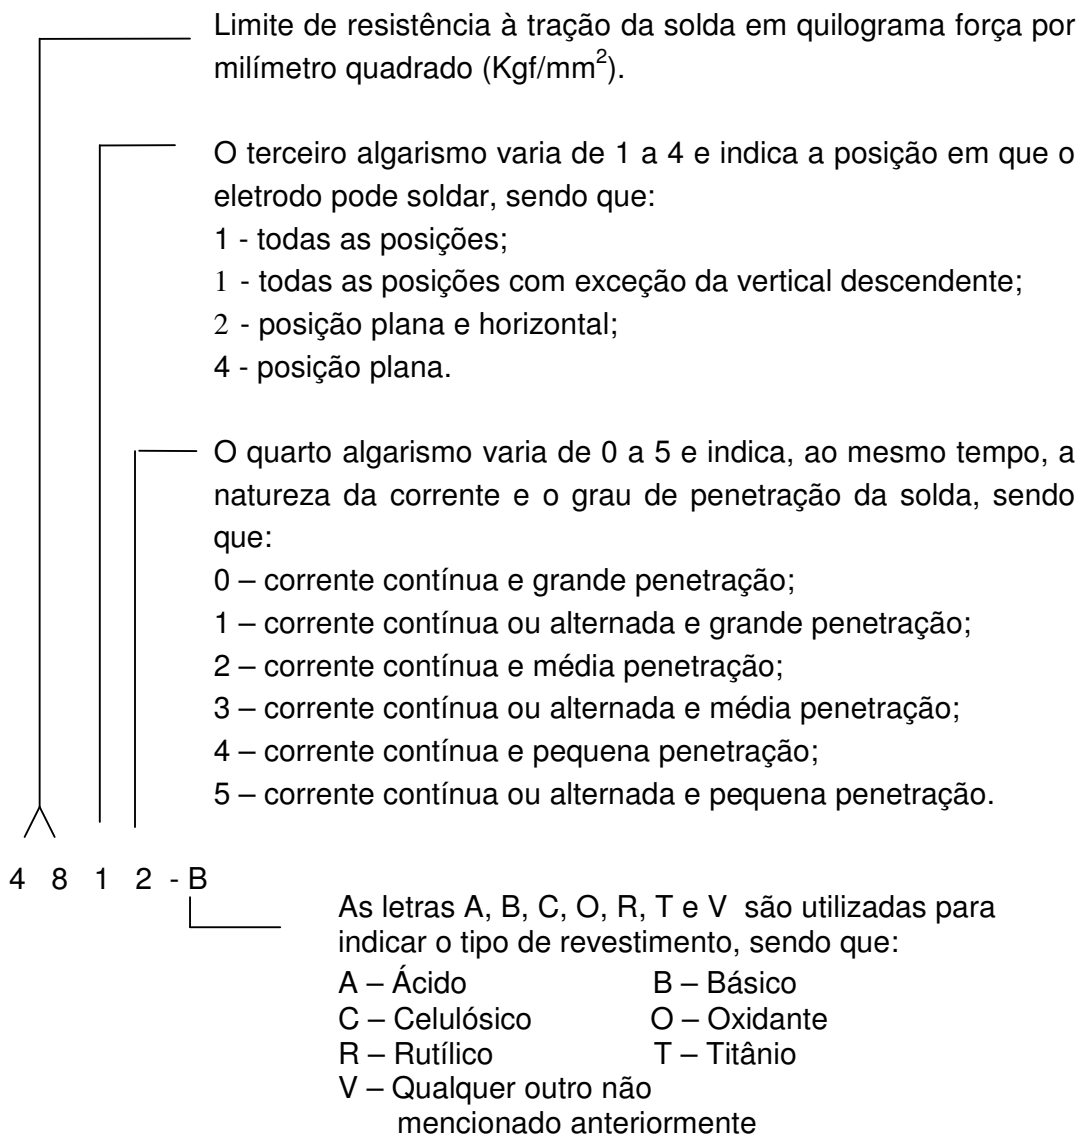 Limite de resistência à tração da solda em quilograma força por
milímetro quadrado (Kgf/mm²).
O terceiro algarismo varia de 1 a 4 e indica a posição em que o
eletrodo pode soldar, sendo que:
1 - todas as posições;
1 - todas as posições com exceção da vertical descendente;
2 - posição plana e horizontal;
4 - posição plana.
O quarto algarismo varia de 0 a 5 e indica, ao mesmo tempo, a
natureza da corrente e o grau de penetração da solda, sendo
que:
0 – corrente contínua e grande penetração;
1 – corrente contínua ou alternada e grande penetração;
2 – corrente contínua e média penetração;
3 – corrente contínua ou alternada e média penetração;
4 – corrente contínua e pequena penetração;
5 – corrente contínua ou alternada e pequena penetração.
4 8 1 2 - B
As letras A, B, C, O, R, T e V são utilizadas para
indicar o tipo de revestimento, sendo que:
A – Ácido B – Básico
C – Celulósico O – Oxidante
R – Rutílico T – Titânio
V – Qualquer outro não
mencionado anteriormente